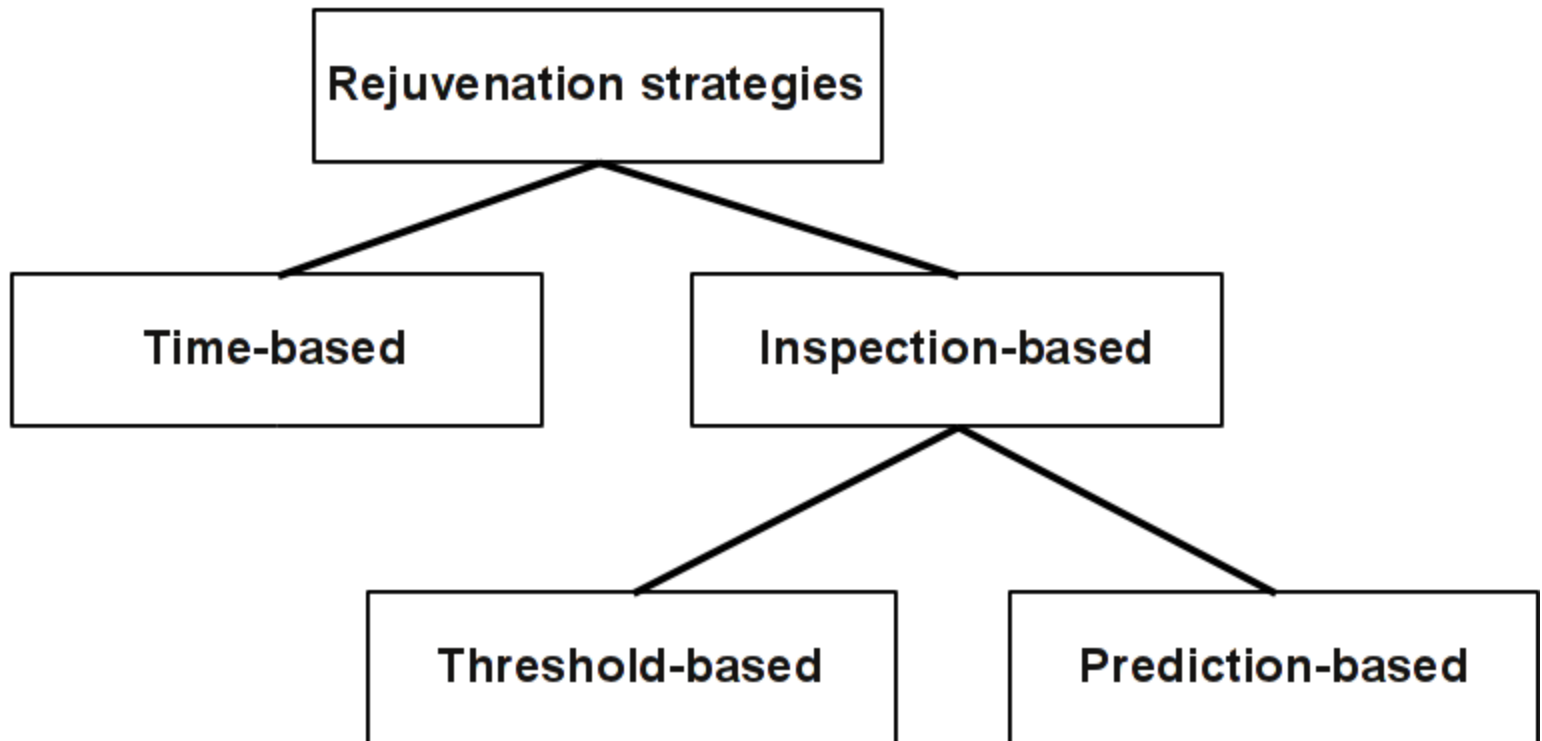 Rejuvenation strategies
Time-based
Inspection-based
Threshold-based
Prediction-based